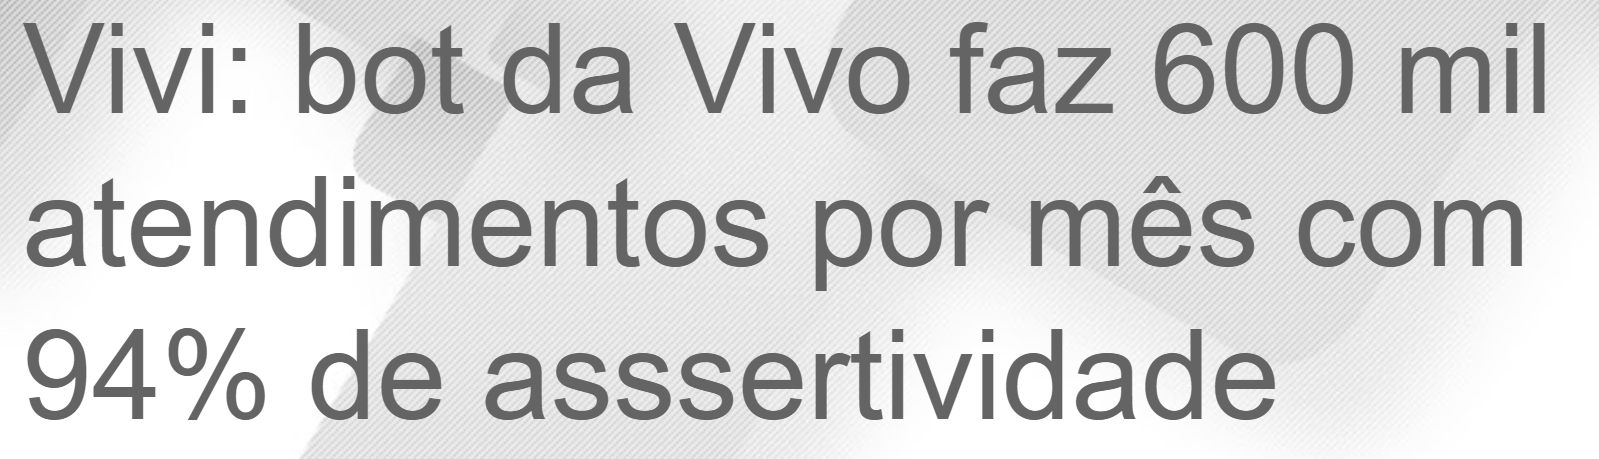 Vivi: bot da Vivo faz 600 mil
atendimentos por mês com
94% de asssertividade